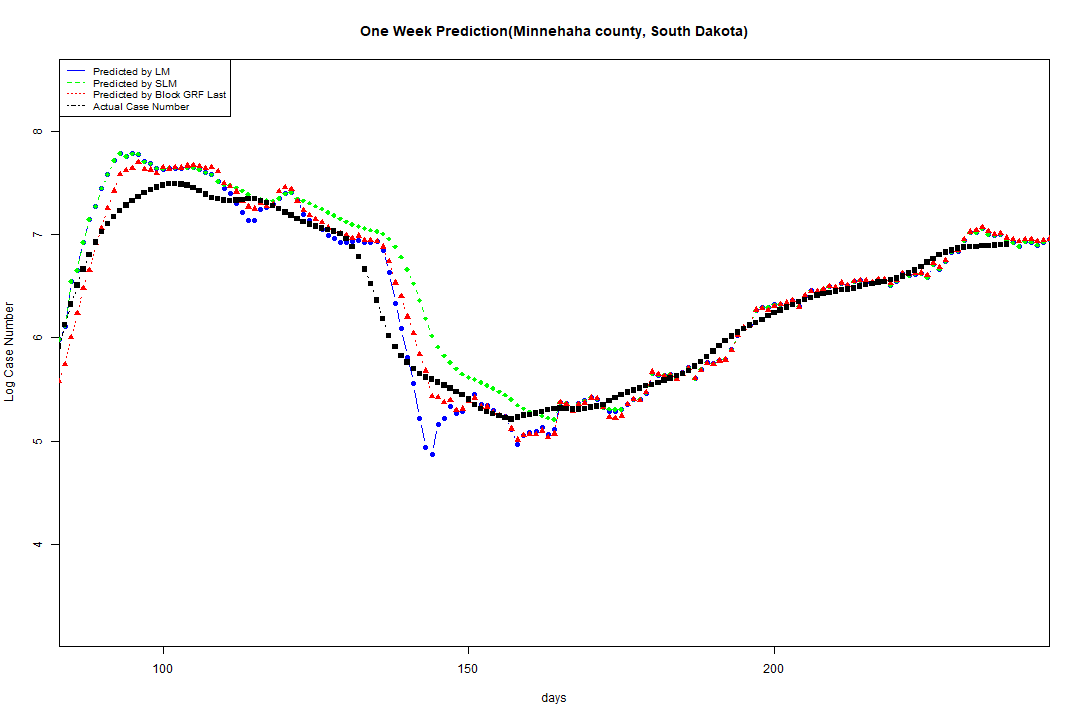 One Week Prediction(Minnehaha county, South Dakota)
Predicted by LM
Predicted by SLM
Predicted by Block GRF Last
Actual Case Number
8
7
6
5
4
Log Case Number
100 150 200
days